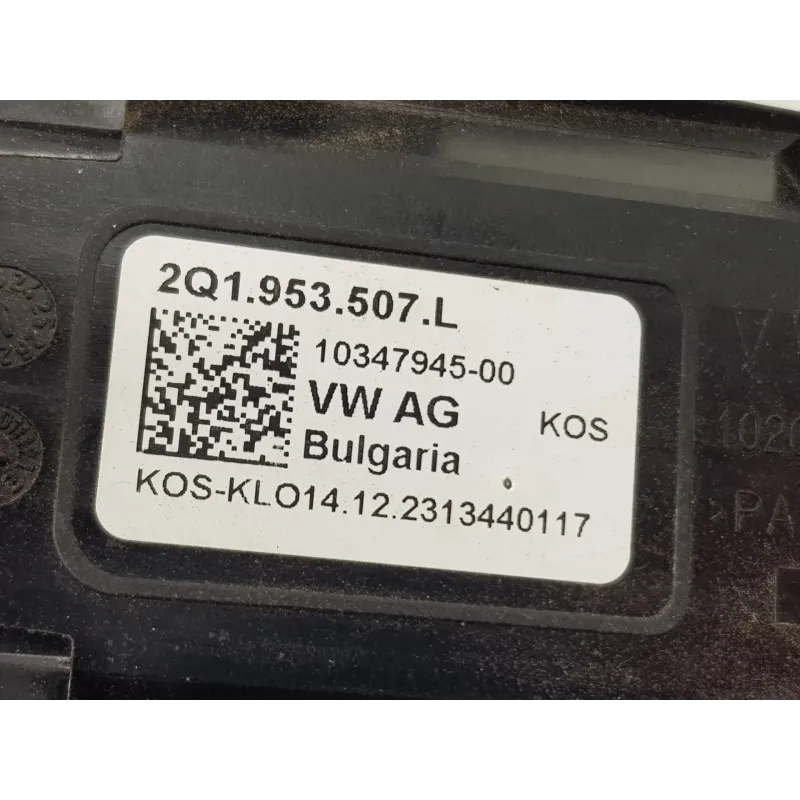 2Q1.953.507.L
10347945-00
VW AG
KOS
Bulgaria
KOS-KLO14.12.2313440117